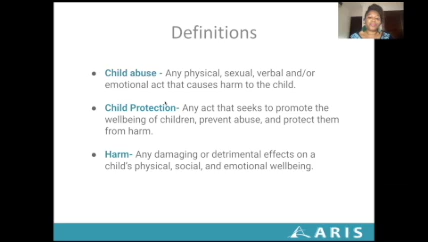 Definitions
Child abuse - Any physical, sexual, verbal and/or
emotional act that causes harm to the child.
Child Protection- Any act that seeks to promote the
wellbeing of children, prevent abuse, and protect them
from harm.
Harm- Any damaging or detrimental effects on a
child's physical, social, and emotional wellbeing.
ARIS